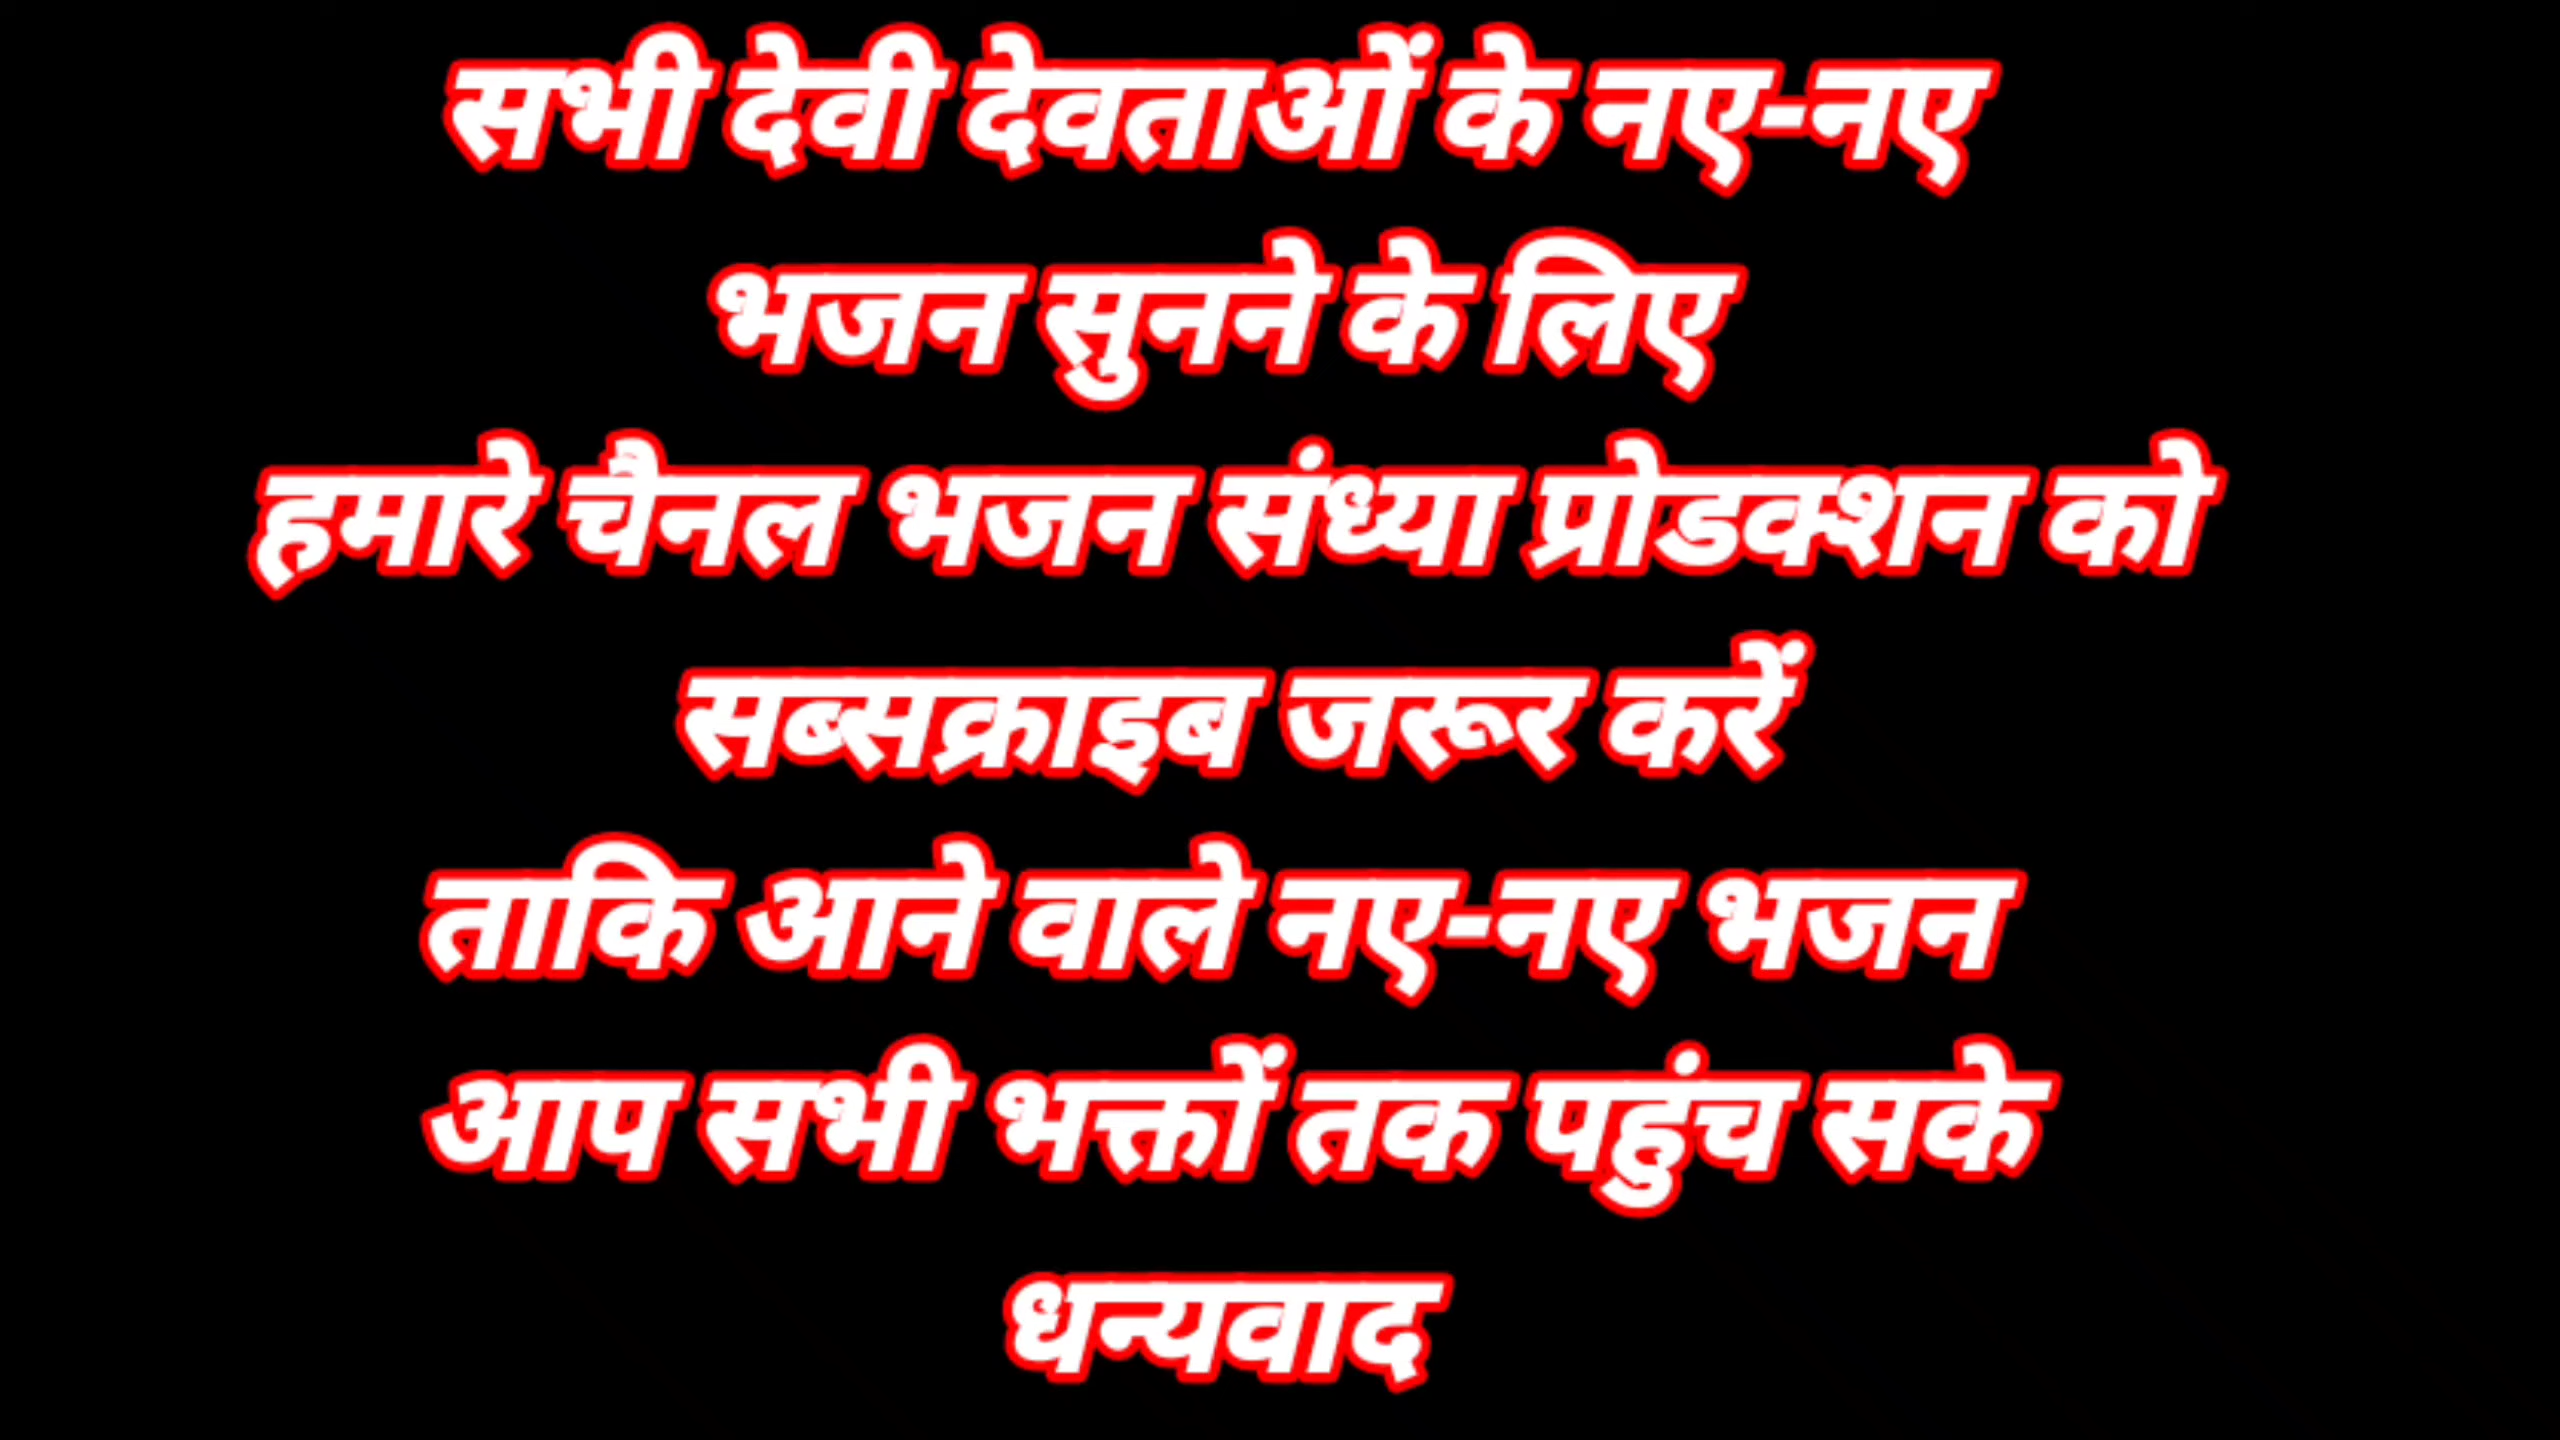 सभी देवी देवताओं के नए-नए
भजन सुनने के लिए
हमारे चैनल भजन संध्या प्रोडक्शन को
सब्सक्राइब जरूर करें
ताकि आने वाले नए-नए भजन
आप सभी भक्तों तक पहुंच सके
धन्यवाद